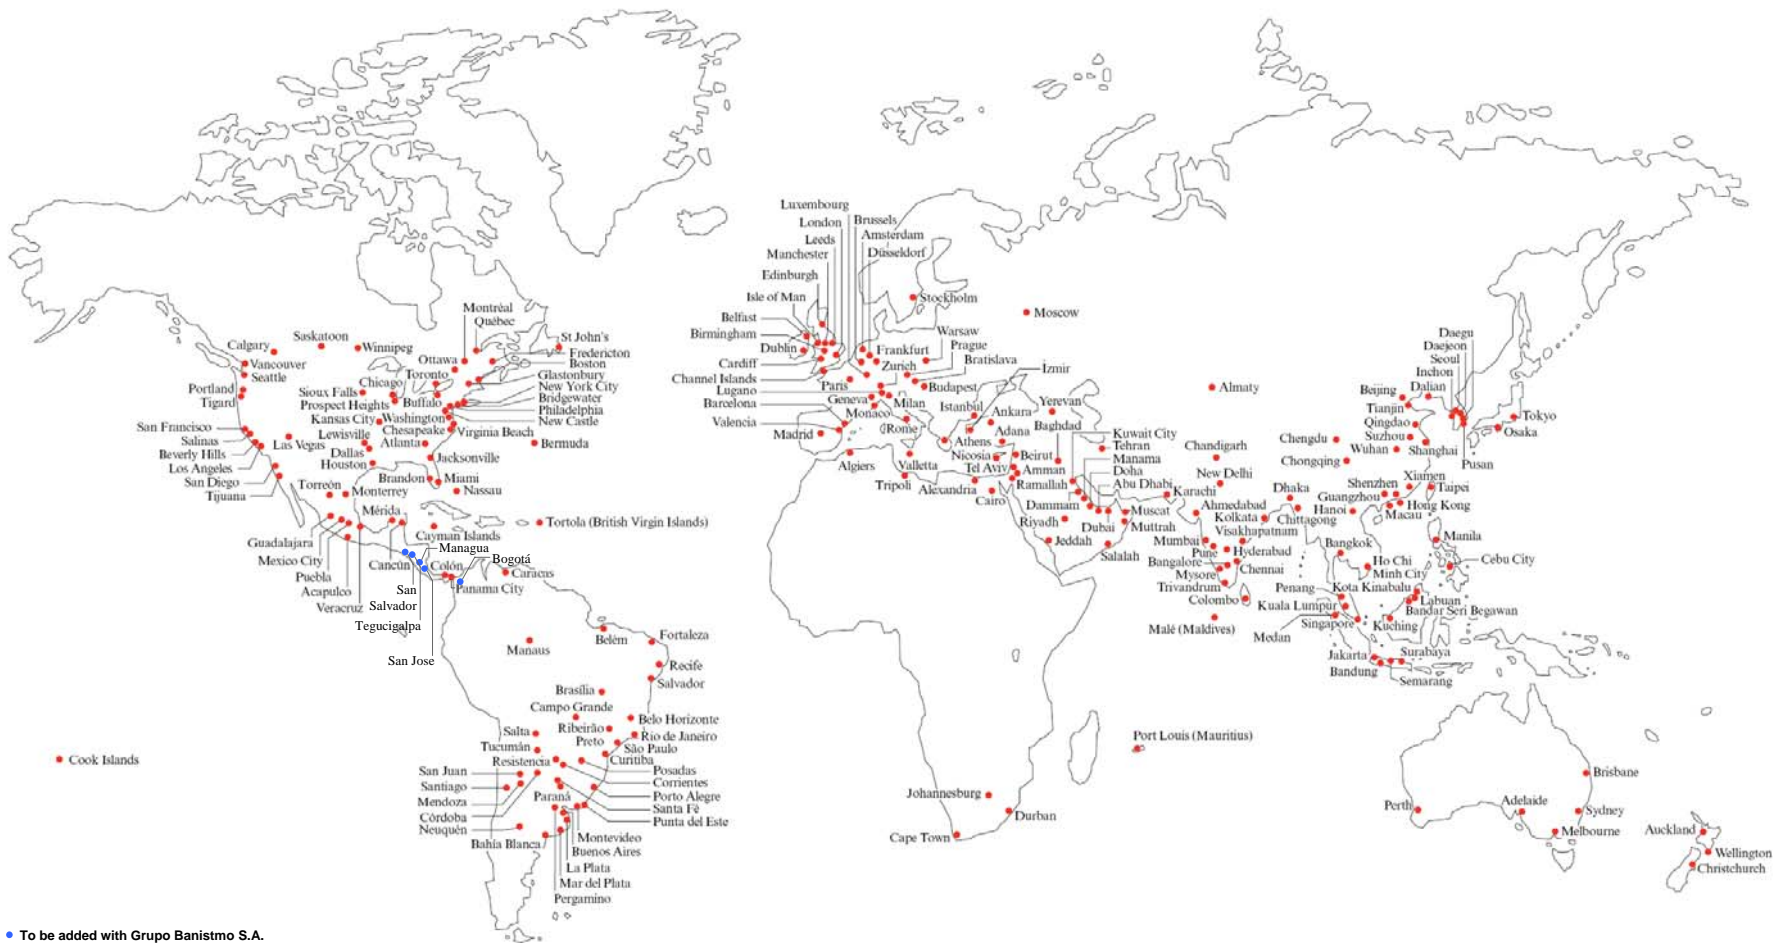 Luxembourg
London
Brussels
Leeds
Amsterdam
Manchester
Düsseldorf
Edinburgh
Isle of Man
Stockholm
Belfast
Moscow
Birmingham
Warsaw
Dublin
Prague
Frankfurt
Bratislava
Cardiff
Zurich
Channel Islands
Paris
Budapest
İzmir
Lugano
Geneva
Milan
Barcelona
Monaco
Istanbul
Yerevan
Valencia
Rome
Ankara
Baghdad
Madrid
Athens
Adana
Algiers
Valletta
Nicosia
Beirut
Tel Aviv
Amman
Tripoli
Alexandria
Ramallah
Cairo
Kuwait City
Tehran
Manama
Doha
Abu Dhabi
Dammam
Dubai
Muscat
Muttrah
Riyadh
Jeddah
Salalah
Montréal
Québec
St John's
Saskatoon
Calgary
Winnipeg
Fredericton
Vancouver
Ottawa
Boston
Seattle
Toronto
Glastonbury
Portland
Chicago
New York City
Tigard
Sioux Falls
Buffalo
Bridgewater
Prospect Heights
Philadelphia
Kansas City
Washington
New Castle
San Francisco
Lewisville
Chesapeake
Virginia Beach
Salinas
Las Vegas
Atlanta
Bermuda
Beverly Hills
Dallas
Los Angeles
Houston
Jacksonville
San Diego
Brandon
Miami
Tijuana
Torreón
Monterrey
Nassau
Mérida
Tortola (British Virgin Islands)
Cayman Islands
Guadalajara
Managua
Mexico City
Cancún
Colón
Bogotá
Puebla
Caracas
Acapulco
San
Salvador
Panama City
Veracruz
Tegucigalpa
San Jose
Belém
Fortaleza
Manaus
Recife
Salvador
Brasília
Campo Grande
Belo Horizonte
Salta
Ribeirão
Preto
Rio de Janeiro
Tucumán
São Paulo
Resistencia
Curitiba
Cook Islands
San Juan
Posadas
Santiago
Corrientes
Mendoza
Paraná
Porto Alegre
Córdoba
Santa Fè
Neuquén
Punta del Este
Bahía Blanca
Montevideo
Buenos Aires
La Plata
Mar del Plata
Pergamino
Port Louis (Mauritius)
Johannesburg
Durban
Cape Town
Almaty
Chandigarh
New Delhi
Karachi
Ahmedabad
Dhaka
Kolkata
Chittagong
Visakhapatnam
Mumbai
Pune
Hyderabad
Bangalore
Chennai
Mysore
Trivandrum
Colombo
Malé (Maldives)
Daegu
Daejeon
Seoul
Inchon
Beijing
Dalian
Tianjin
Tokyo
Qingdao
Osaka
Chengdu
Suzhou
Wuhan
Shanghai
Chongqing
Pusan
Xiamen
Shenzhen
Taipei
Guangzhou
Hanoi
Hong Kong
Macau
Bangkok
Manila
Ho Chi
Minh City
Cebu City
Penang
Kota Kinabalu
Kuala Lumpur
Labuan
Bandar Seri Begawan
Singapore
Kuching
Medan
Jakarta
Surabaya
Bandung
Semarang
Brisbane
Perth
Adelaide
Sydney
Melbourne
Auckland
Wellington
Christchurch
To be added with Grupo Banistmo S.A.